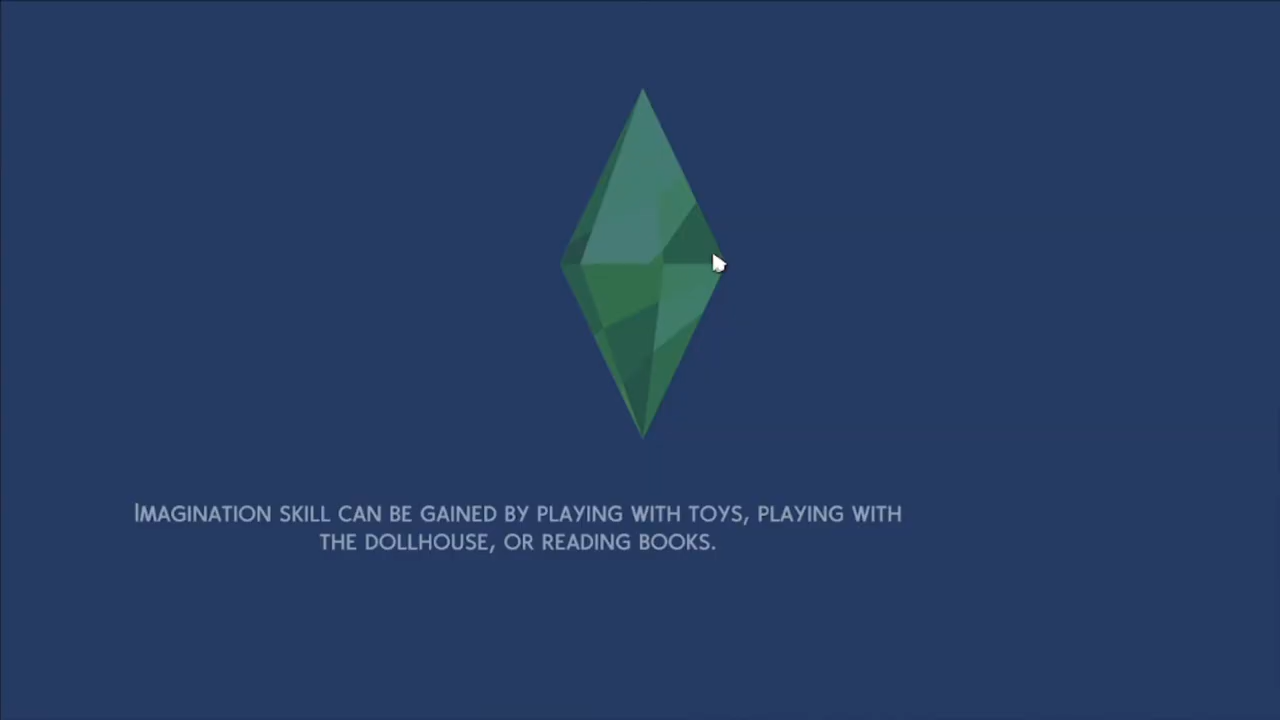 Imagination skill can be gained by playing with toys, playing with
the dollhouse, or reading books.